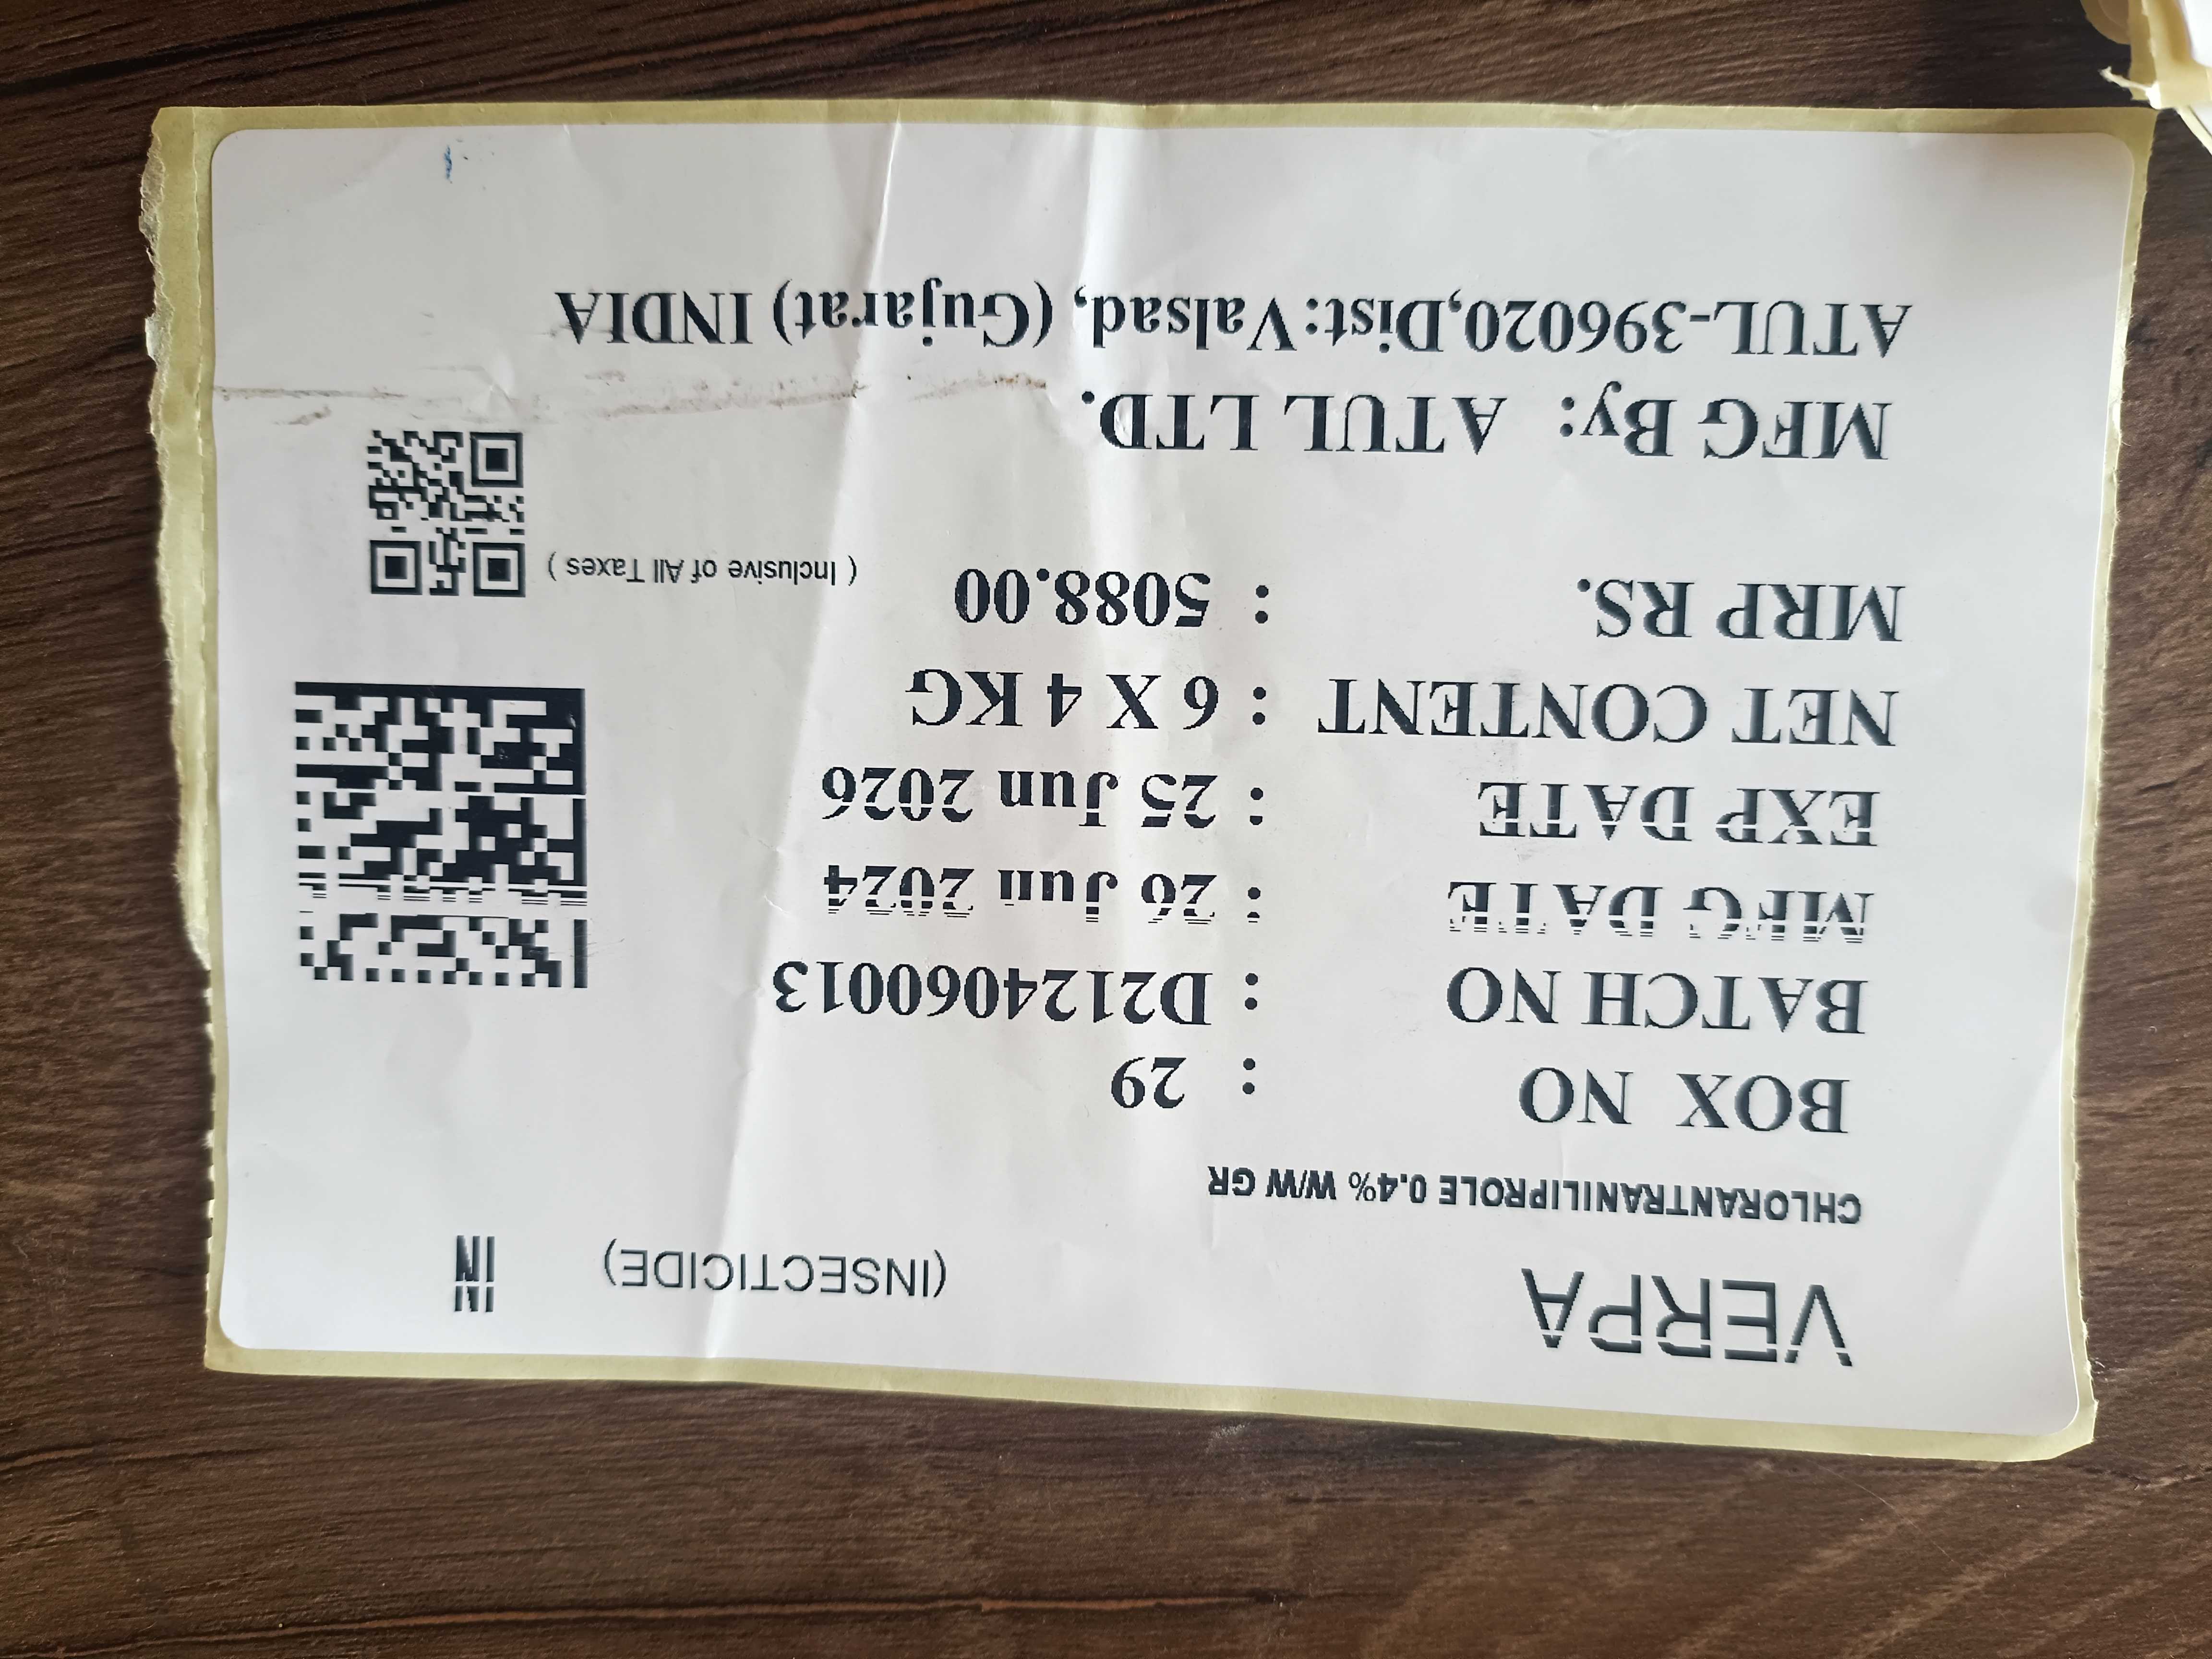 VERPA (INSECTICIDE) IN
CHLORANTRANILIPROLE 0.4% W/W GR
BOX NO : 29
BATCH NO : D2124060013
MFG DATE : 26 Jun 2024
EXP DATE : 25 Jun 2026
NET CONTENT : 6 X 4 KG
MRP RS. : 5088.00 ( Inclusive of All Taxes )
MFG By: ATUL LTD.
ATUL-396020,Dist:Valsad, (Gujarat) INDIA